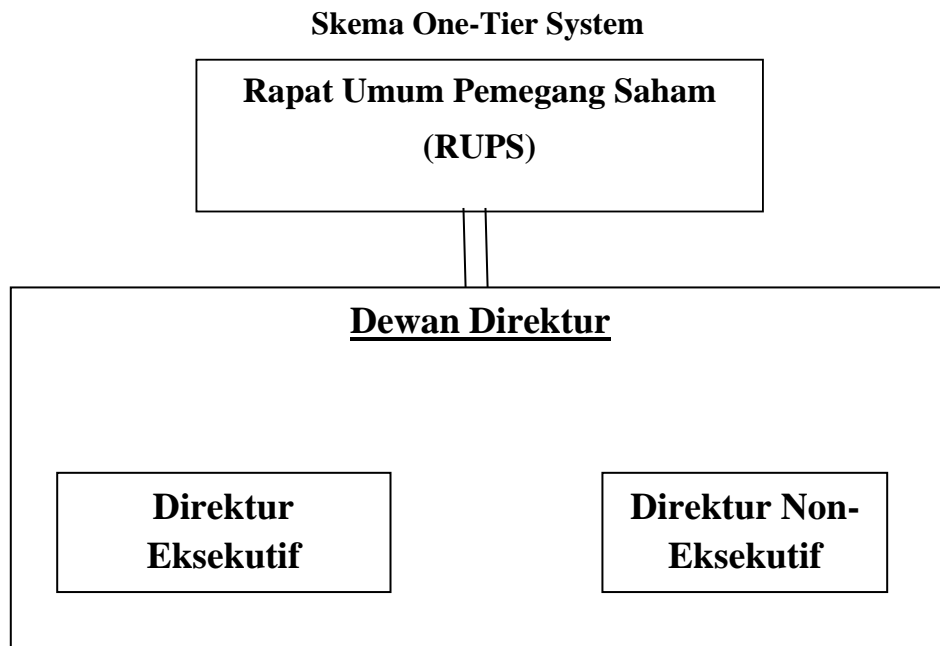 Skema One-Tier System
Rapat Umum Pemegang Saham
(RUPS)
Dewan Direktur
Direktur
Eksekutif
Direktur Non-
Eksekutif